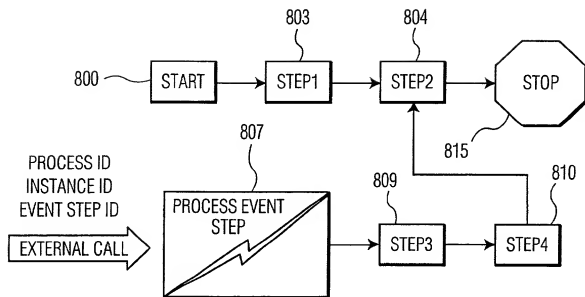 803
804
800
START
STEP1
STEP2
STOP
815
807
810
809
PROCESS ID
INSTANCE ID
EVENT STEP ID
EXTERNAL CALL
PROCESS EVENT
STEP
STEP3
STEP4